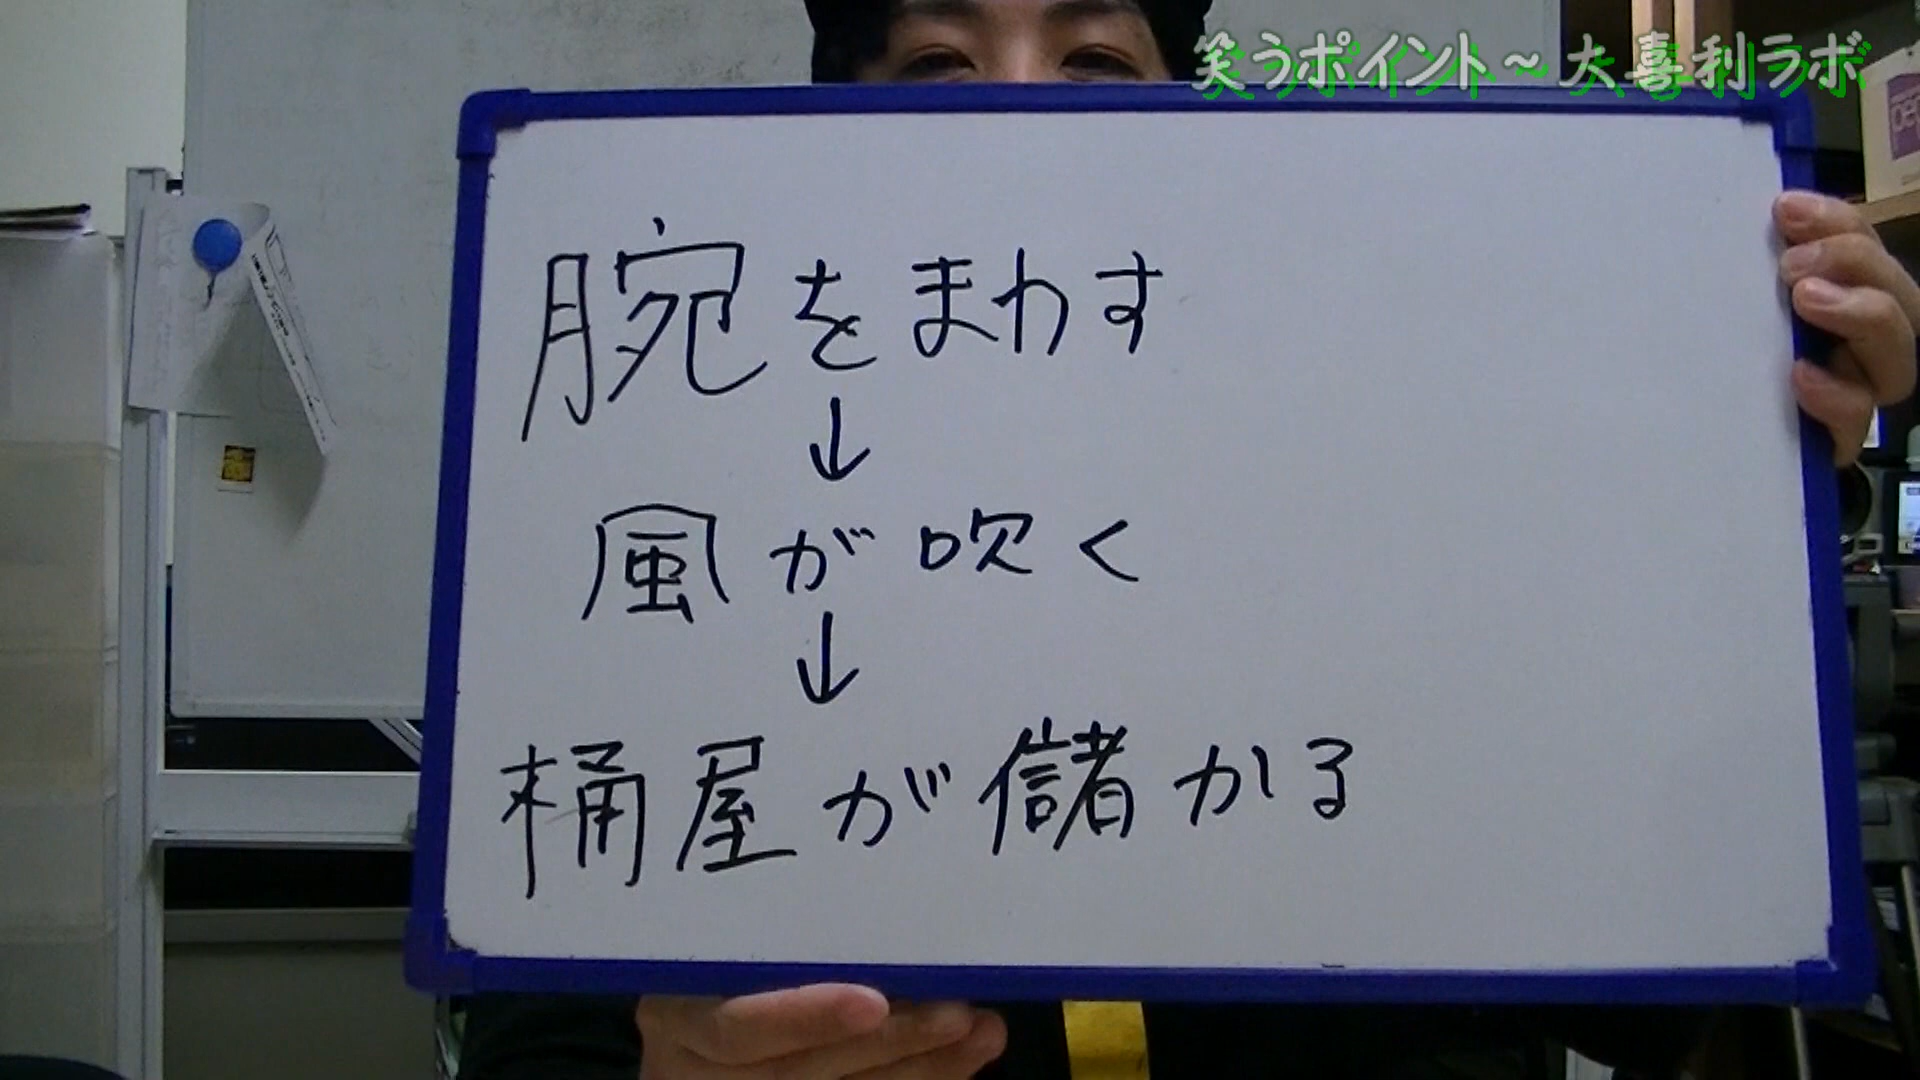 笑うポイント～大喜利ラボ
腕をまわす
↓
風が吹く
↓
桶屋が儲かる